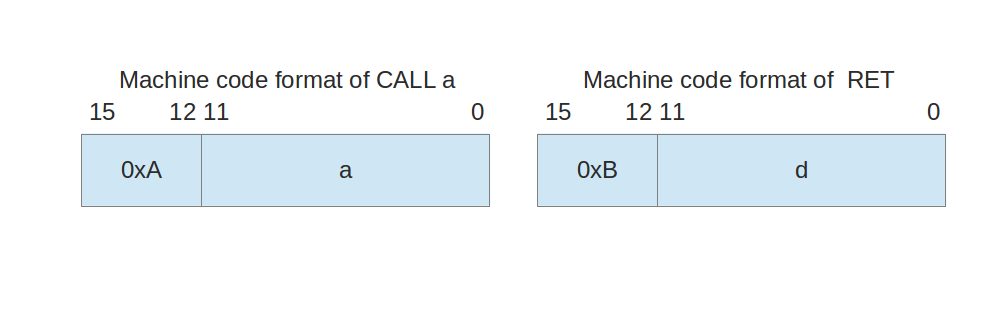 Machine code format of CALL a
15 12 11 0
0xA a
Machine code format of  RET
15 12 11 0
0xB d